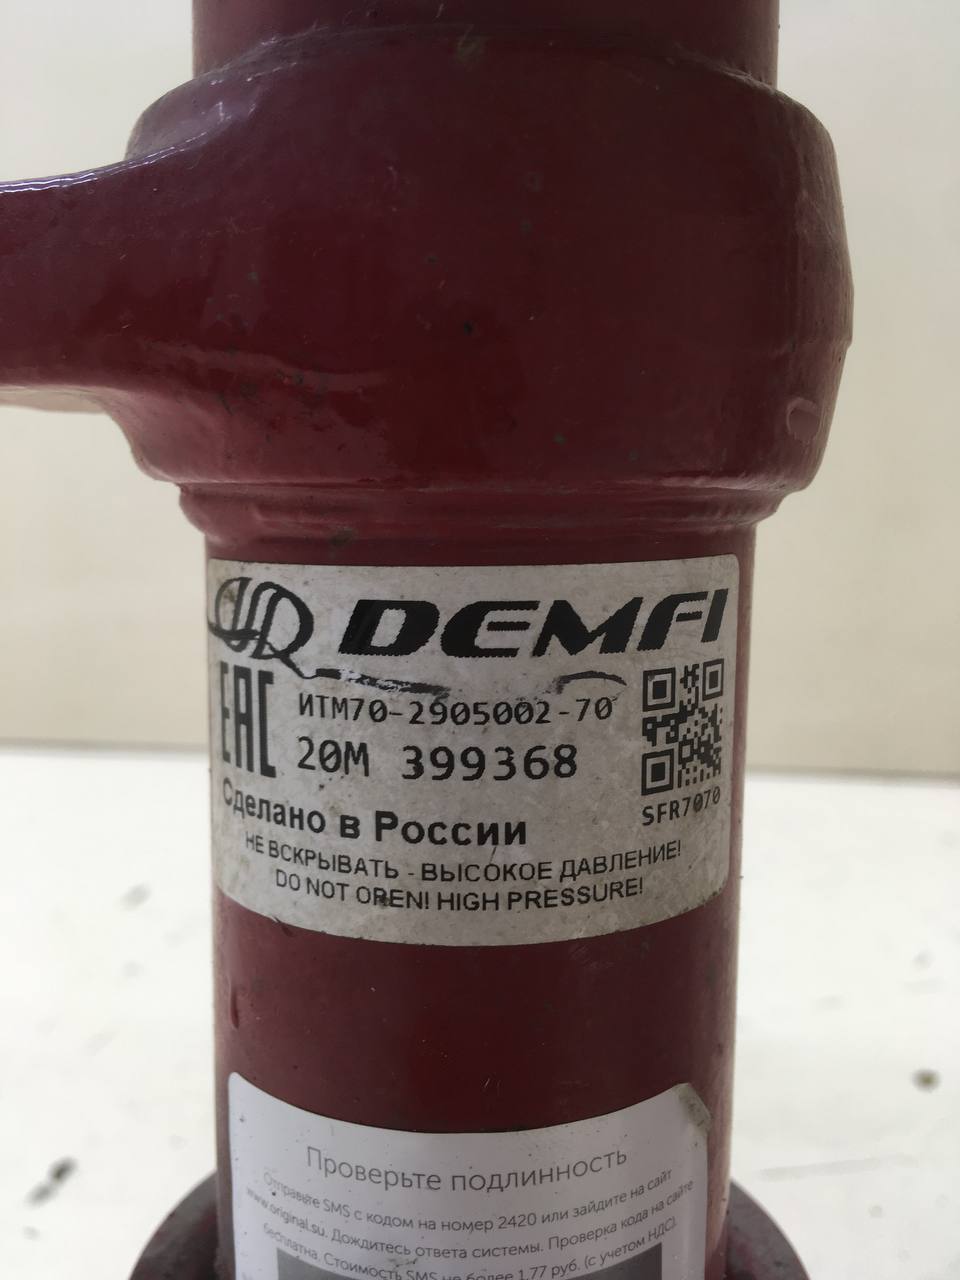 DEMFI
EAC
ИТМ70-2905002-70
20М 399368
SFR7070
Сделано в России
НЕ ВСКРЫВАТЬ - ВЫСОКОЕ ДАВЛЕНИЕ!
DO NOT OPEN! HIGH PRESSURE!
Проверьте подлинность
Отправьте SMS с кодом на номер 2420 или зайдите на сайт
www.original.su. Дождитесь ответа системы. Проверка кода на сайте
бесплатна. Стоимость SMS не более 1,77 руб. (с учетом НДС).